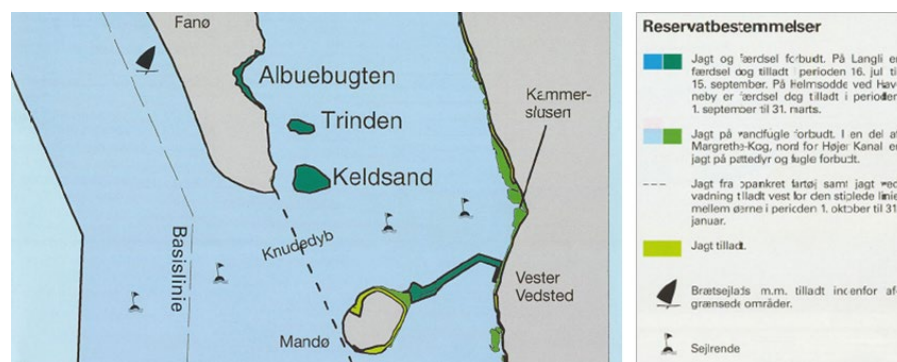 Fanø
Albuebugten
Trinden
Keldsand
Kammer-
slusen
Knudedyb
Basislinie
Vester
Vedsted
Mandø
Reservatbestemmelser
Jagt og færdsel forbudt. På Langli er
færdsel dog tilladt i perioden 16. jul til
15. september. På Helmsodde ved Hav-
neby er færdsel dog tilladt i perioden
1. september til 31. marts.
Jagt på vandfugle forbudt. I en del af
Margrethe-Kog, nord for Højer Kanal er
jagt på pattedyr og fugle forbudt.
Jagt fra opankret fartøj samt jagt ved
vadning tilladt vest for den stiplede linie
mellem øerne i perioden 1. oktober til 31.
januar.
Jagt tilladt.
Brætsejlads m.m. tilladt indenfor af-
grænsede områder.
Sejlrende